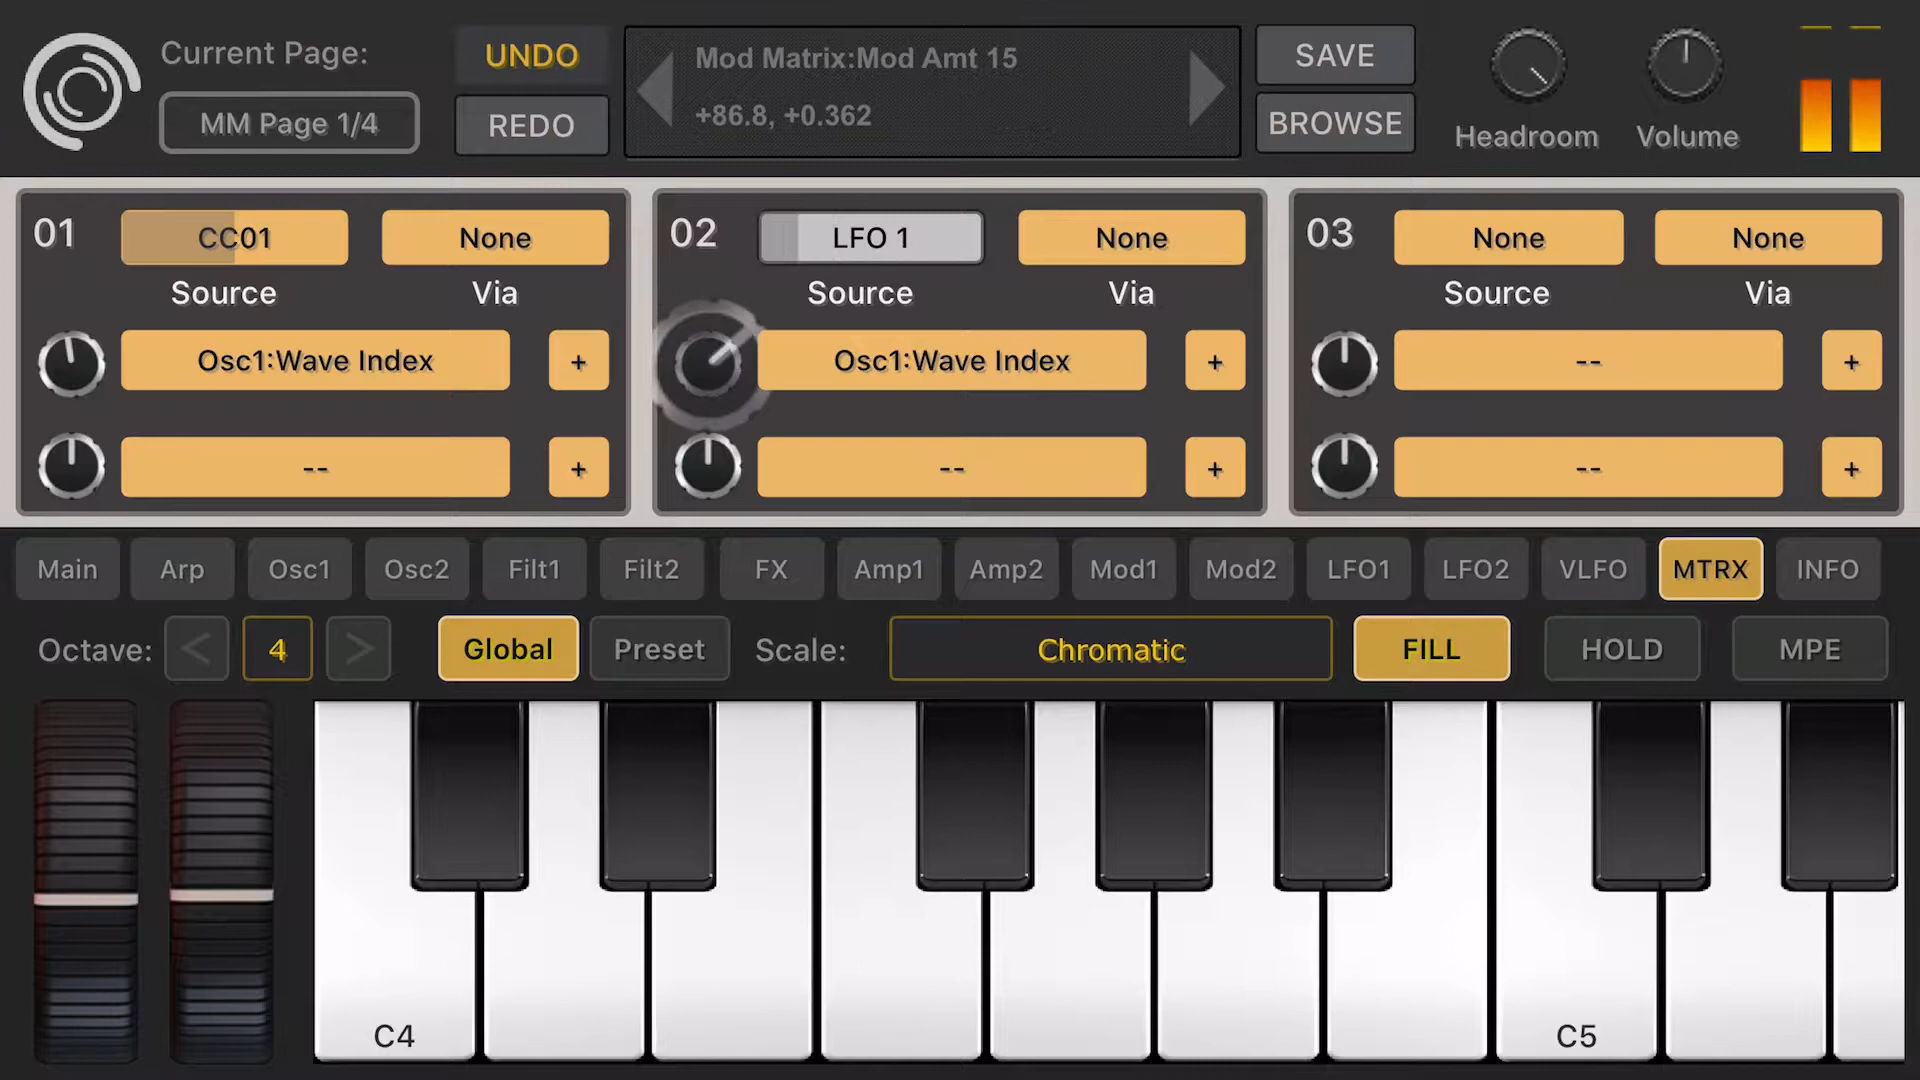 Current Page:
MM Page 1/4
UNDO
REDO
Mod Matrix:Mod Amt 15
+86.8, +0.362
SAVE
BROWSE
Headroom
Volume
01
CC01
None
Source
Via
Osc1:Wave Index
+
--
+
02
LFO 1
None
Source
Via
Osc1:Wave Index
+
--
+
03
None
None
Source
Via
--
+
--
+
Main
Arp
Osc1
Osc2
Filt1
Filt2
FX
Amp1
Amp2
Mod1
Mod2
LFO1
LFO2
VLFO
MTRX
INFO
Octave:
<
4
>
Global
Preset
Scale:
Chromatic
FILL
HOLD
MPE
C4
C5